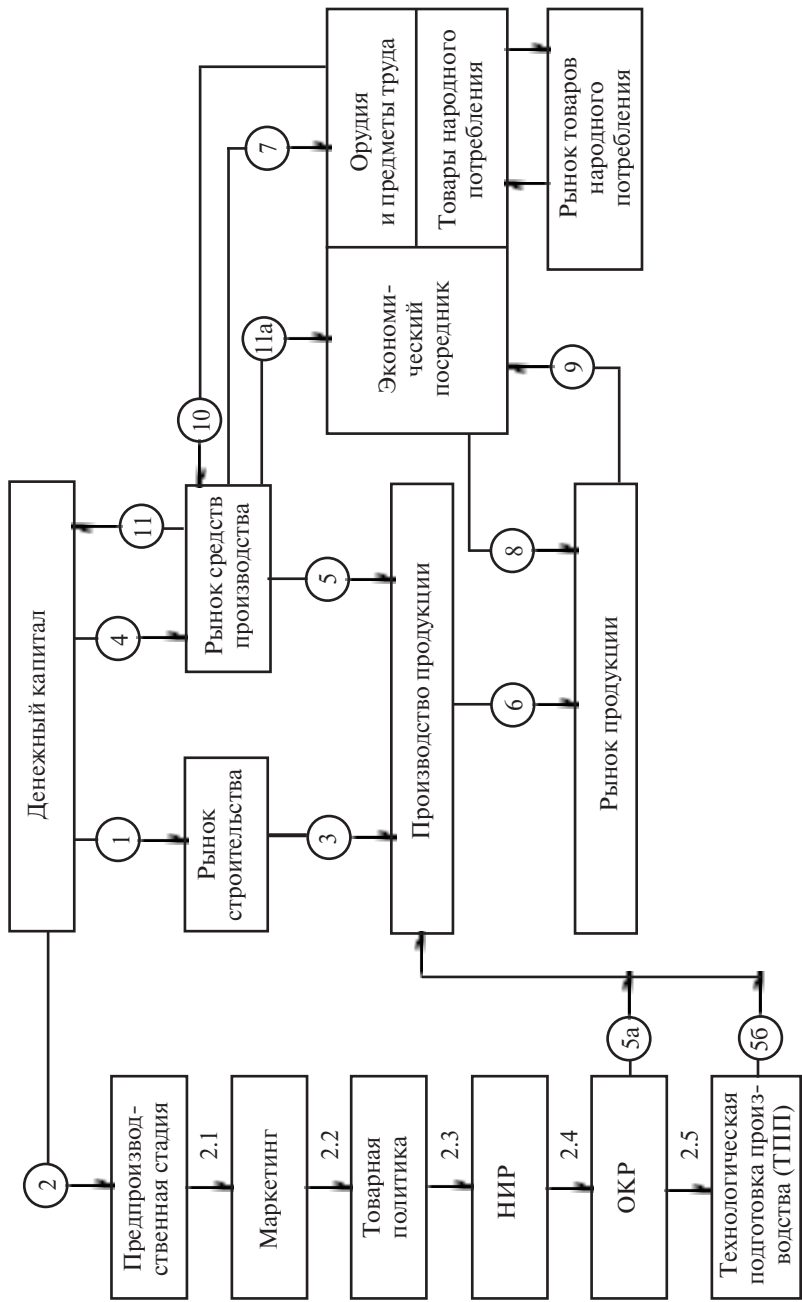 Денежный капитал
2
1
4
11
10
7
11а
Предпроизвод-
ственная стадия
2.1
Маркетинг
2.2
Товарная
политика
2.3
НИР
2.4
ОКР
2.5
Технологическая
подготовка произ-
водства (ТПП)
5а
5б
Рынок
строительства
3
Рынок средств
производства
5
Производство продукции
6
8
Рынок продукции
9
Экономи-
ческий
посредник
Орудия
и предметы труда
Товары народного
потребления
Рынок товаров
народного
потребления